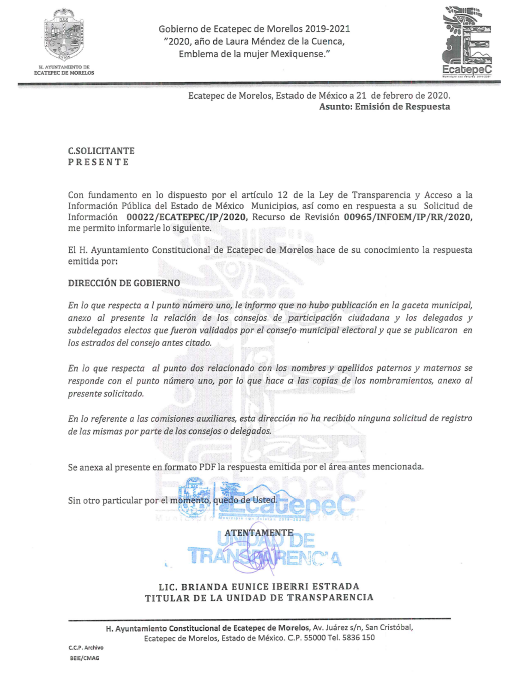 Gobierno de Ecatepec de Morelos 2019-2021
"2020, año de Laura Méndez de la Cuenca,
Emblema de la mujer Mexiquense."
H. AYUNTAMIENTO DE
ECATEPEC DE MORELOS
EcatepeC
Ecatepec de Morelos, Estado de México a 21 de febrero de 2020.
Asunto: Emisión de Respuesta
C.SOLICITANTE
P R E S E N T E
Con fundamento en lo dispuesto por el artículo 12 de la Ley de Transparencia y Acceso a la
Información Pública del Estado de México Municipios, así como en respuesta a su Solicitud de
Información 00022/ECATEPEC/IP/2020, Recurso de Revisión 00965/INFOEM/IP/RR/2020,
me permito informarle lo siguiente.
El H. Ayuntamiento Constitucional de Ecatepec de Morelos hace de su conocimiento la respuesta
emitida por:
DIRECCIÓN DE GOBIERNO
En lo que respecta a l punto número uno, le informo que no hubo publicación en la gaceta municipal,
anexo al presente la relación de los consejos de participación ciudadana y los delegados y
subdelegados electos que fueron validados por el consejo municipal electoral y que se publicaron en
los estrados del consejo antes citado.
En lo que respecta al punto dos relacionado con los nombres y apellidos paternos y maternos se
responde con el punto número uno, por lo que hace a las copias de los nombramientos, anexo al
presente solicitado.
En lo referente a las comisiones auxiliares, esta dirección no ha recibido ninguna solicitud de registro
de las mismas por parte de los consejos o delegados.
Se anexa al presente en formato PDF la respuesta emitida por el área antes mencionada.
Sin otro particular por el momento, quedo de Usted.
EcatepeC
ATENTAMENTE
UNIDAD DE
TRANSPARENCIA
LIC. BRIANDA EUNICE IBERRI ESTRADA
TITULAR DE LA UNIDAD DE TRANSPARENCIA
H. Ayuntamiento Constitucional de Ecatepec de Morelos, Av. Juárez s/n, San Cristóbal,
Ecatepec de Morelos, Estado de México. C.P. 55000 Tel. 5836 150
C.C.P. Archivo
BEIE/CMAG